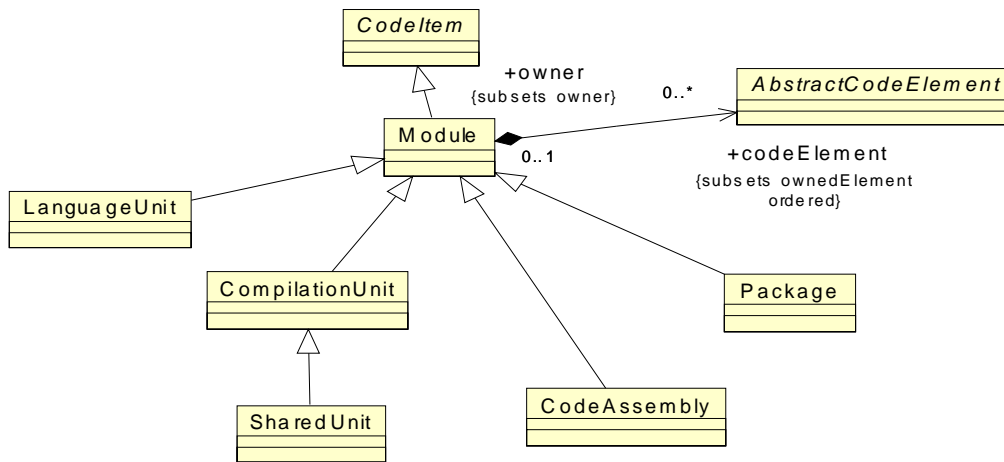 CodeItem
+owner
{subsets owner}
0..*
AbstractCodeElement
Module
0..1
+codeElement
{subsets ownedElement
ordered}
LanguageUnit
CompilationUnit
Package
SharedUnit
CodeAssembly